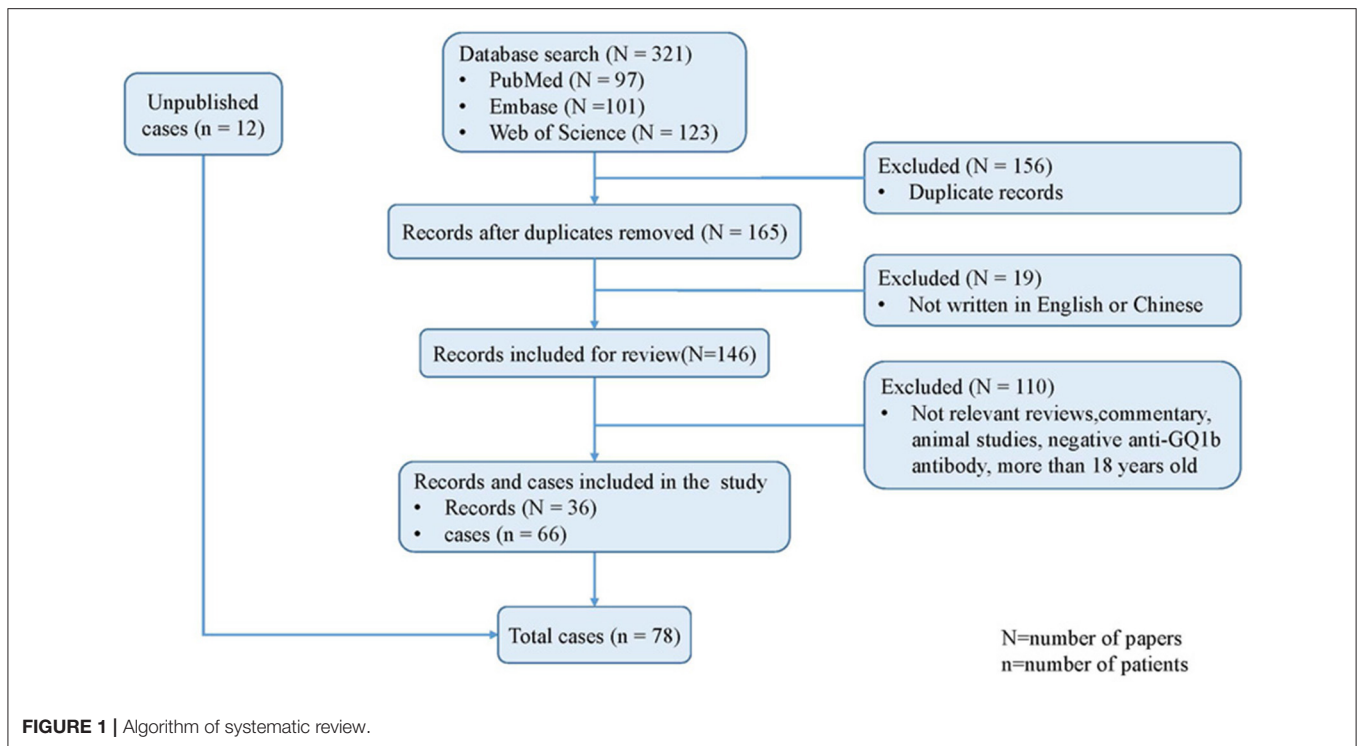 Database search (N = 321)
• PubMed (N = 97)
• Embase (N =101)
• Web of Science (N = 123)
Unpublished
cases (n = 12)
Excluded (N = 156)
• Duplicate records
Records after duplicates removed (N = 165)
Excluded (N = 19)
• Not written in English or Chinese
Records included for review(N=146)
Excluded (N = 110)
• Not relevant reviews,commentary,
animal studies, negative anti-GQ1b
antibody, more than 18 years old
Records and cases included in the study
• Records (N = 36)
• cases (n = 66)
Total cases (n = 78)
N=number of papers
n=number of patients
FIGURE 1 | Algorithm of systematic review.